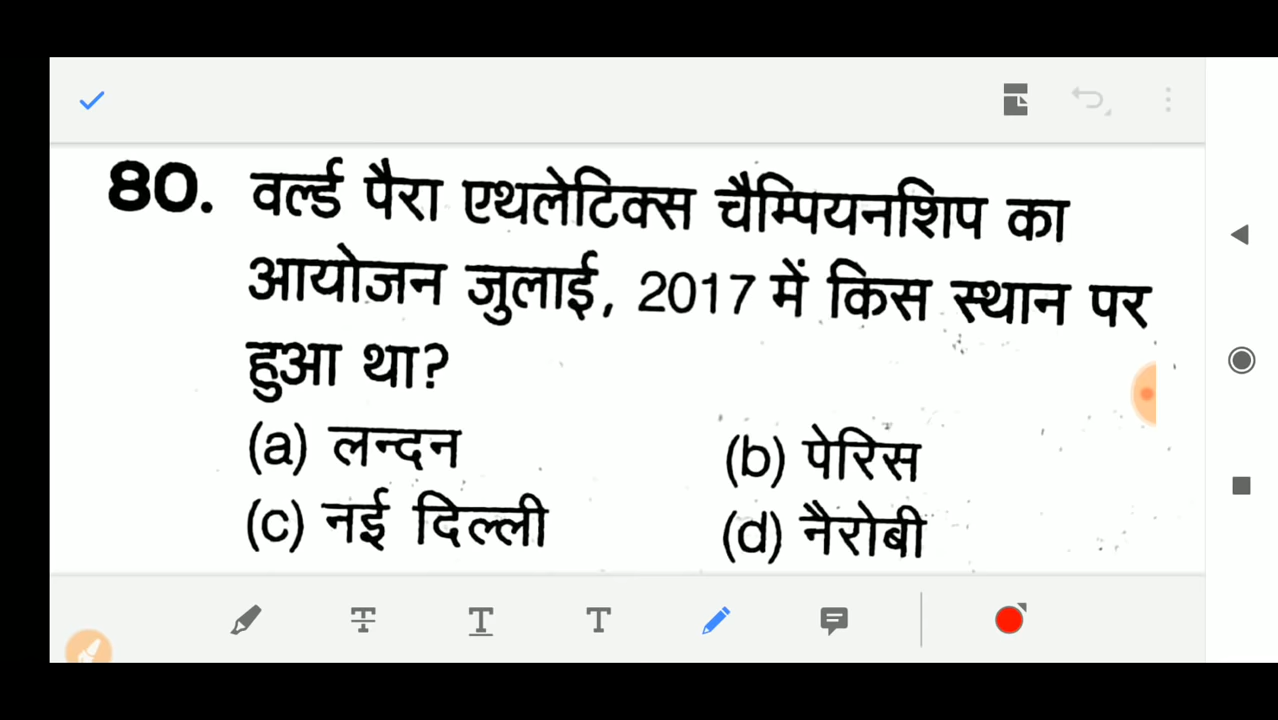 80. वर्ल्ड पैरा एथलेटिक्स चैम्पियनशिप का
आयोजन जुलाई, 2017 में किस स्थान पर
हुआ था?
(a) लन्दन (b) पेरिस
(c) नई दिल्ली (d) नैरोबी